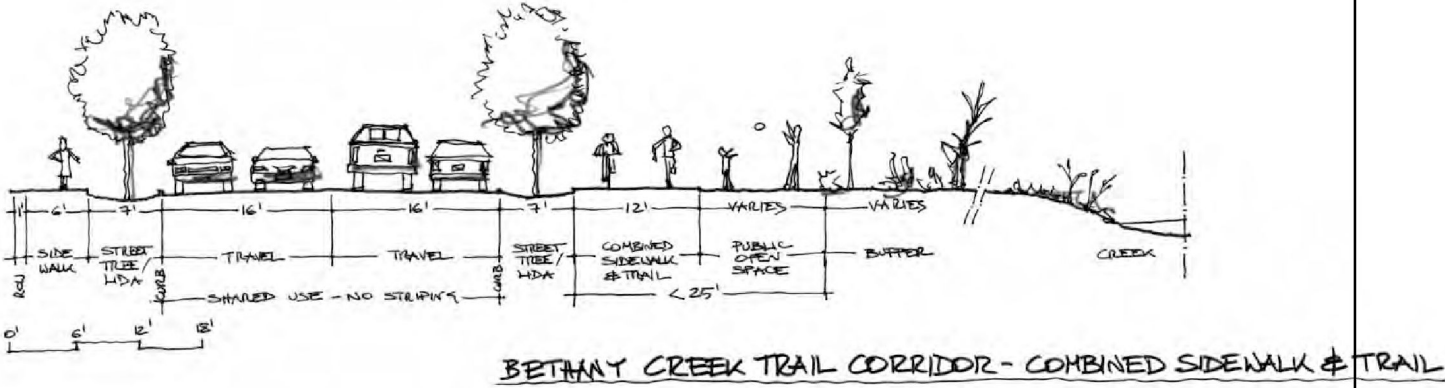 1' 6' 7' 16' 16' 7' 12' VARIES VARIES
ROW
SIDE
WALK
STREET
TREE/
LIDA
CURB
TRAVEL
TRAVEL
CURB
STREET
TREE/
LIDA
COMBINED
SIDEWALK
& TRAIL
PUBLIC
OPEN
SPACE
BUFFER
CREEK
SHARED USE - NO STRIPING
< 25'
0' 6' 12' 18'
BETHANY CREEK TRAIL CORRIDOR - COMBINED SIDEWALK & TRAIL